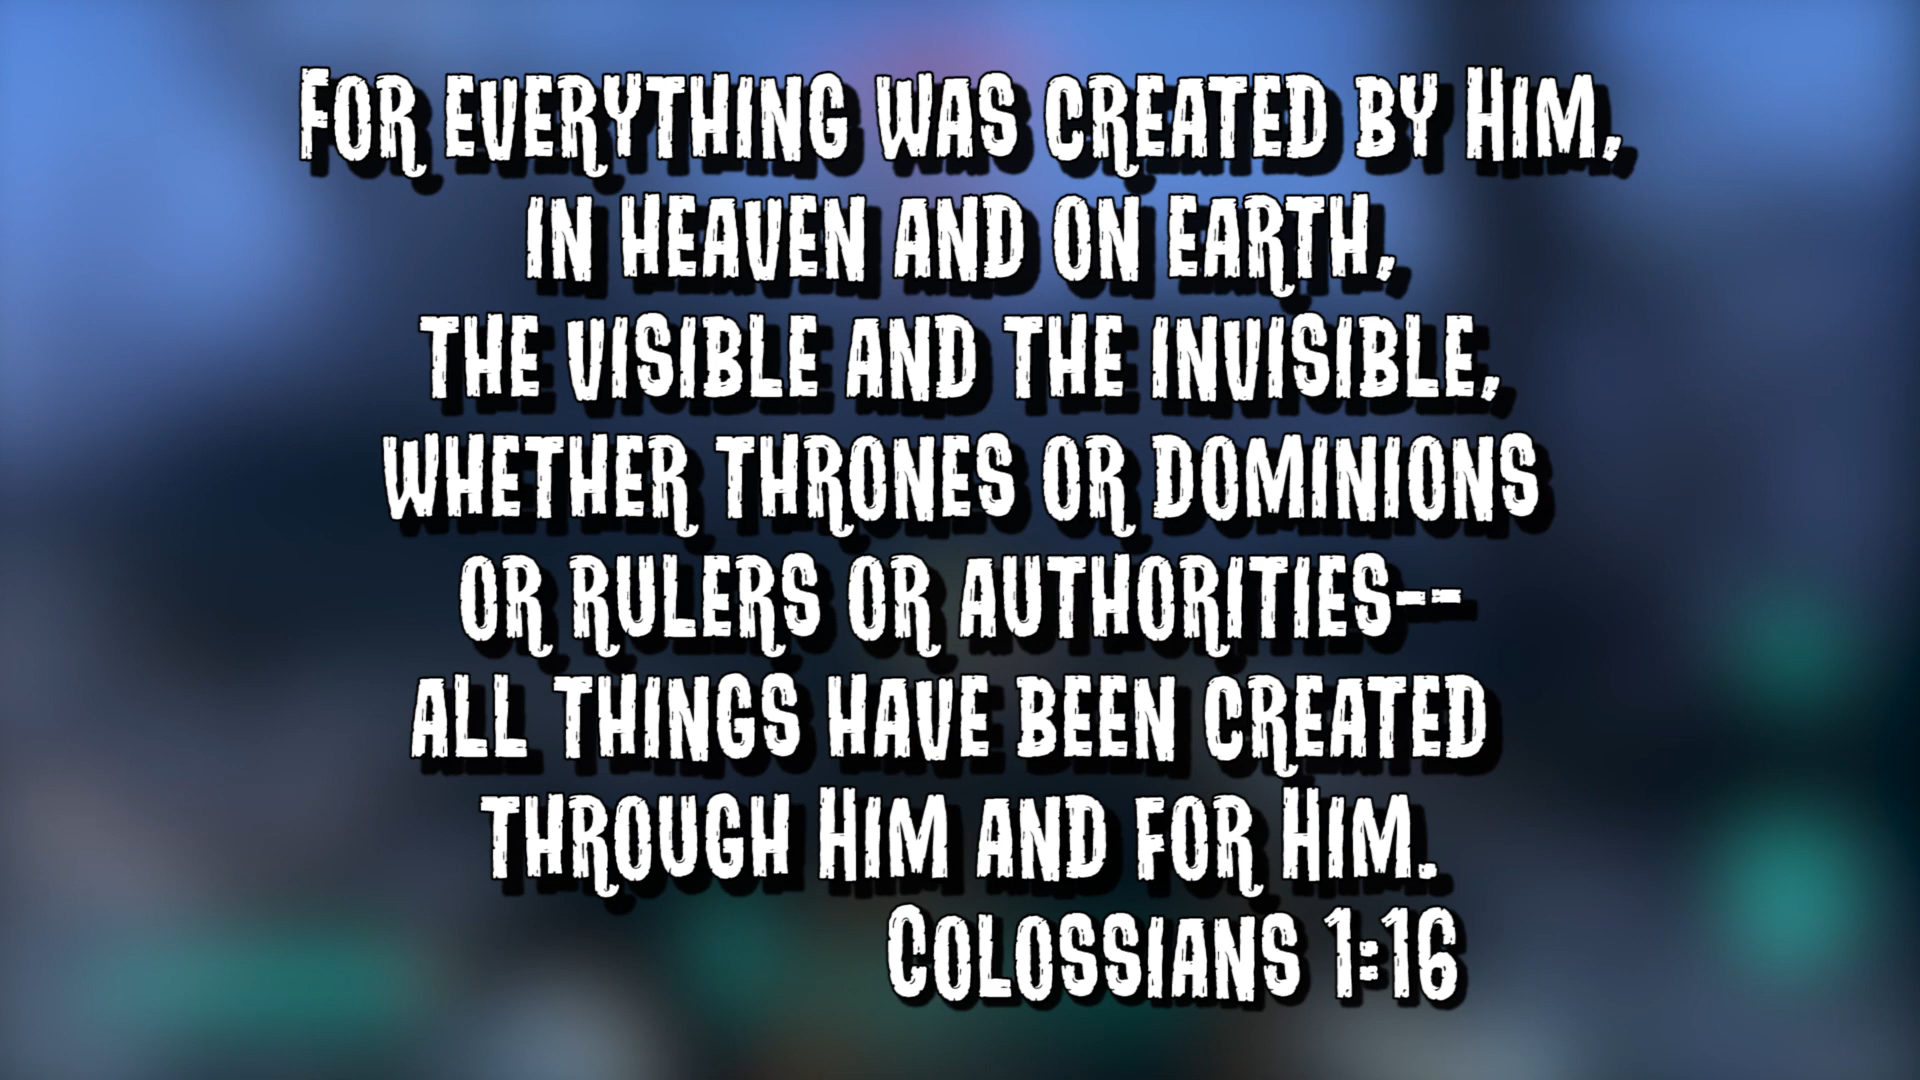 For everything was created by Him,
in heaven and on earth,
the visible and the invisible,
whether thrones or dominions
or rulers or authorities--
all things have been created
through Him and for Him.
Colossians 1:16